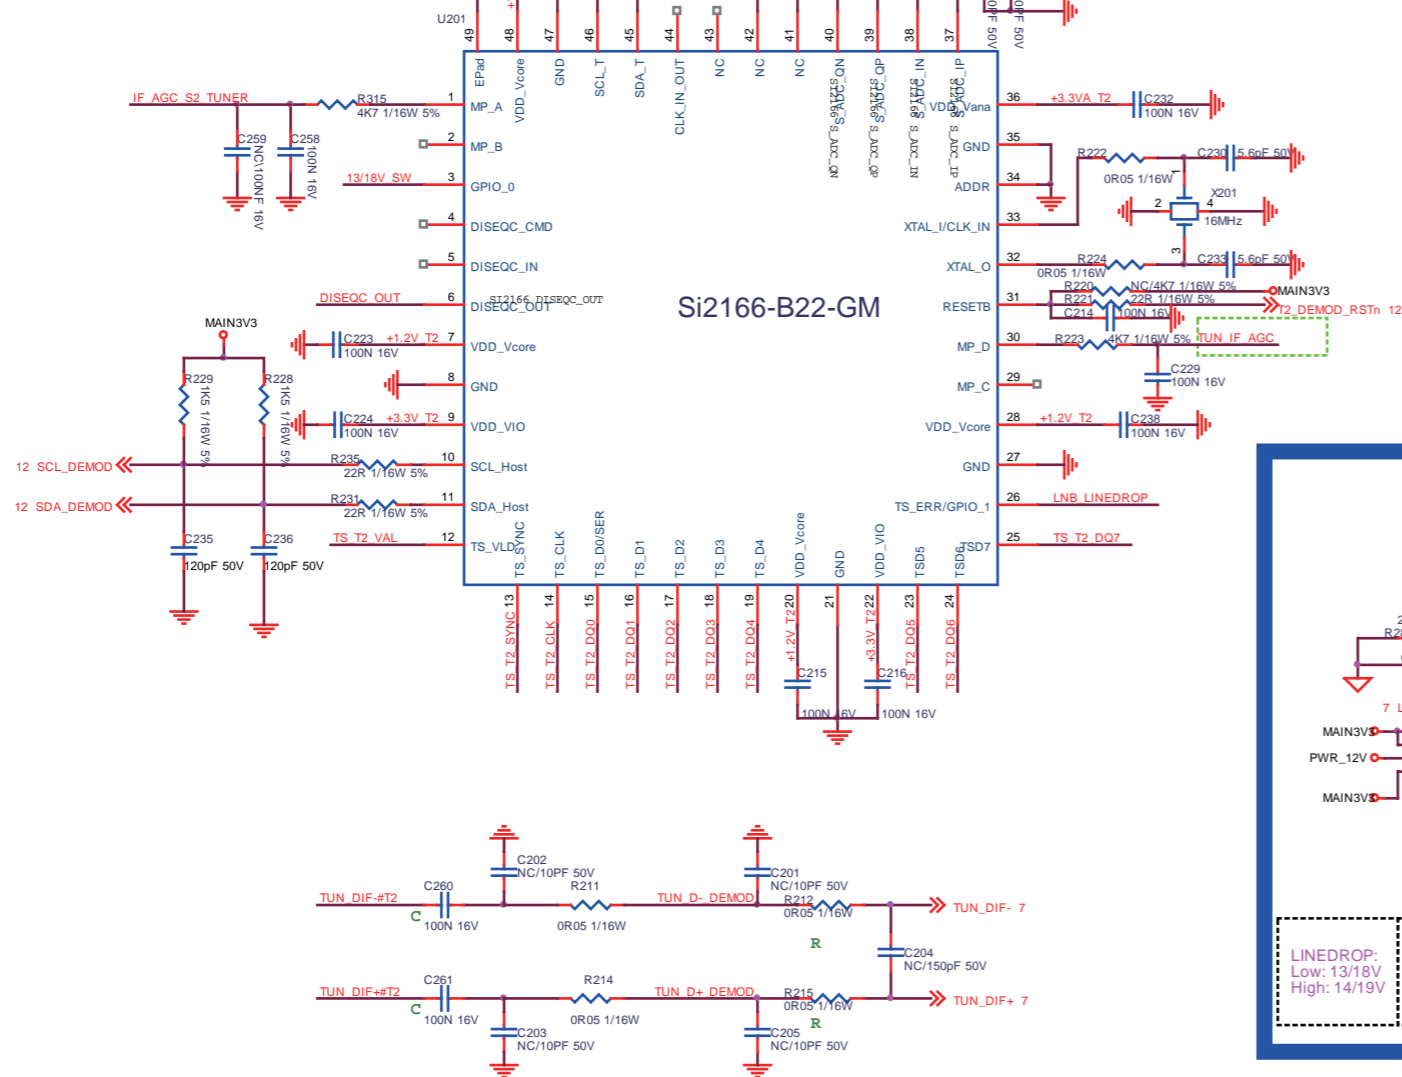 U201
49
48
47
46
45
44
43
42
41
40
39
38
37
0PF 50V
0PF 50V
EPad
VDD_Vcore
GND
SCL_T
SDA_T
CLK_IN_OUT
NC
NC
NC
S_ADC_QN
S_ADC_QP
S_ADC_IN
S_ADC_IP
SI2166_S_ADC_QN
SI2166_S_ADC_QP
SI2166_S_ADC_IN
SI2166_S_ADC_IP
IF_AGC_S2_TUNER
R315
4K7 1/16W 5%
1
MP_A
C259
NC\100NF 16V
C258
100N 16V
2
MP_B
13/18V_SW
3
GPIO_0
4
DISEQC_CMD
5
DISEQC_IN
DISEQC_OUT
6
DISEQC_OUT
SI2166_DISEQC_OUT
Si2166-B22-GM
MAIN3V3
C223
100N 16V
+1.2V_T2
7
VDD_Vcore
8
GND
R229
1K5 1/16W 5%
R228
1K5 1/16W 5%
C224
100N 16V
+3.3V_T2
9
VDD_VIO
12 SCL_DEMOD
R235
22R 1/16W 5%
10
SCL_Host
12 SDA_DEMOD
R231
22R 1/16W 5%
11
SDA_Host
C235
120pF 50V
C236
120pF 50V
TS_T2_VAL
12
TS_VLD
VDD_Vana
36
+3.3VA_T2
C232
100N 16V
GND
35
ADDR
34
R222
0R05 1/16W
C230
5.6pF 50V
1
X201
2
4
16MHz
3
XTAL_I/CLK_IN
33
XTAL_O
32
R224
0R05 1/16W
C233
5.6pF 50V
RESETB
31
R220
NC/4K7 1/16W 5%
MAIN3V3
R221
22R 1/16W 5%
T2_DEMOD_RSTn 12
C214
100N 16V
MP_D
30
R223
4K7 1/16W 5%
TUN_IF_AGC
C229
100N 16V
MP_C
29
VDD_Vcore
28
+1.2V_T2
C238
100N 16V
GND
27
TS_ERR/GPIO_1
26
LNB_LINEDROP
TSD7
25
TS_T2_DQ7
TS_SYNC
TS_CLK
TS_D0/SER
TS_D1
TS_D2
TS_D3
TS_D4
VDD_Vcore
GND
VDD_VIO
TSD5
TSD6
13
14
15
16
17
18
19
20
21
22
23
24
TS_T2_SYNC
TS_T2_CLK
TS_T2_DQ0
TS_T2_DQ1
TS_T2_DQ2
TS_T2_DQ3
TS_T2_DQ4
+1.2V_T2
+3.3V_T2
TS_T2_DQ5
TS_T2_DQ6
C215
100N 16V
C216
100N 16V
7
MAIN3V3
PWR_12V
MAIN3V3
LINEDROP:
Low: 13/18V
High: 14/19V
C202
NC/10PF 50V
C201
NC/10PF 50V
TUN_DIF-#T2
C260
C
100N 16V
R211
0R05 1/16W
TUN_D-_DEMOD
R212
0R05 1/16W
TUN_DIF- 7
R
C204
NC/150pF 50V
TUN_DIF+#T2
C261
C
100N 16V
R214
0R05 1/16W
TUN_D+_DEMOD
R215
0R05 1/16W
TUN_DIF+ 7
R
C203
NC/10PF 50V
C205
NC/10PF 50V